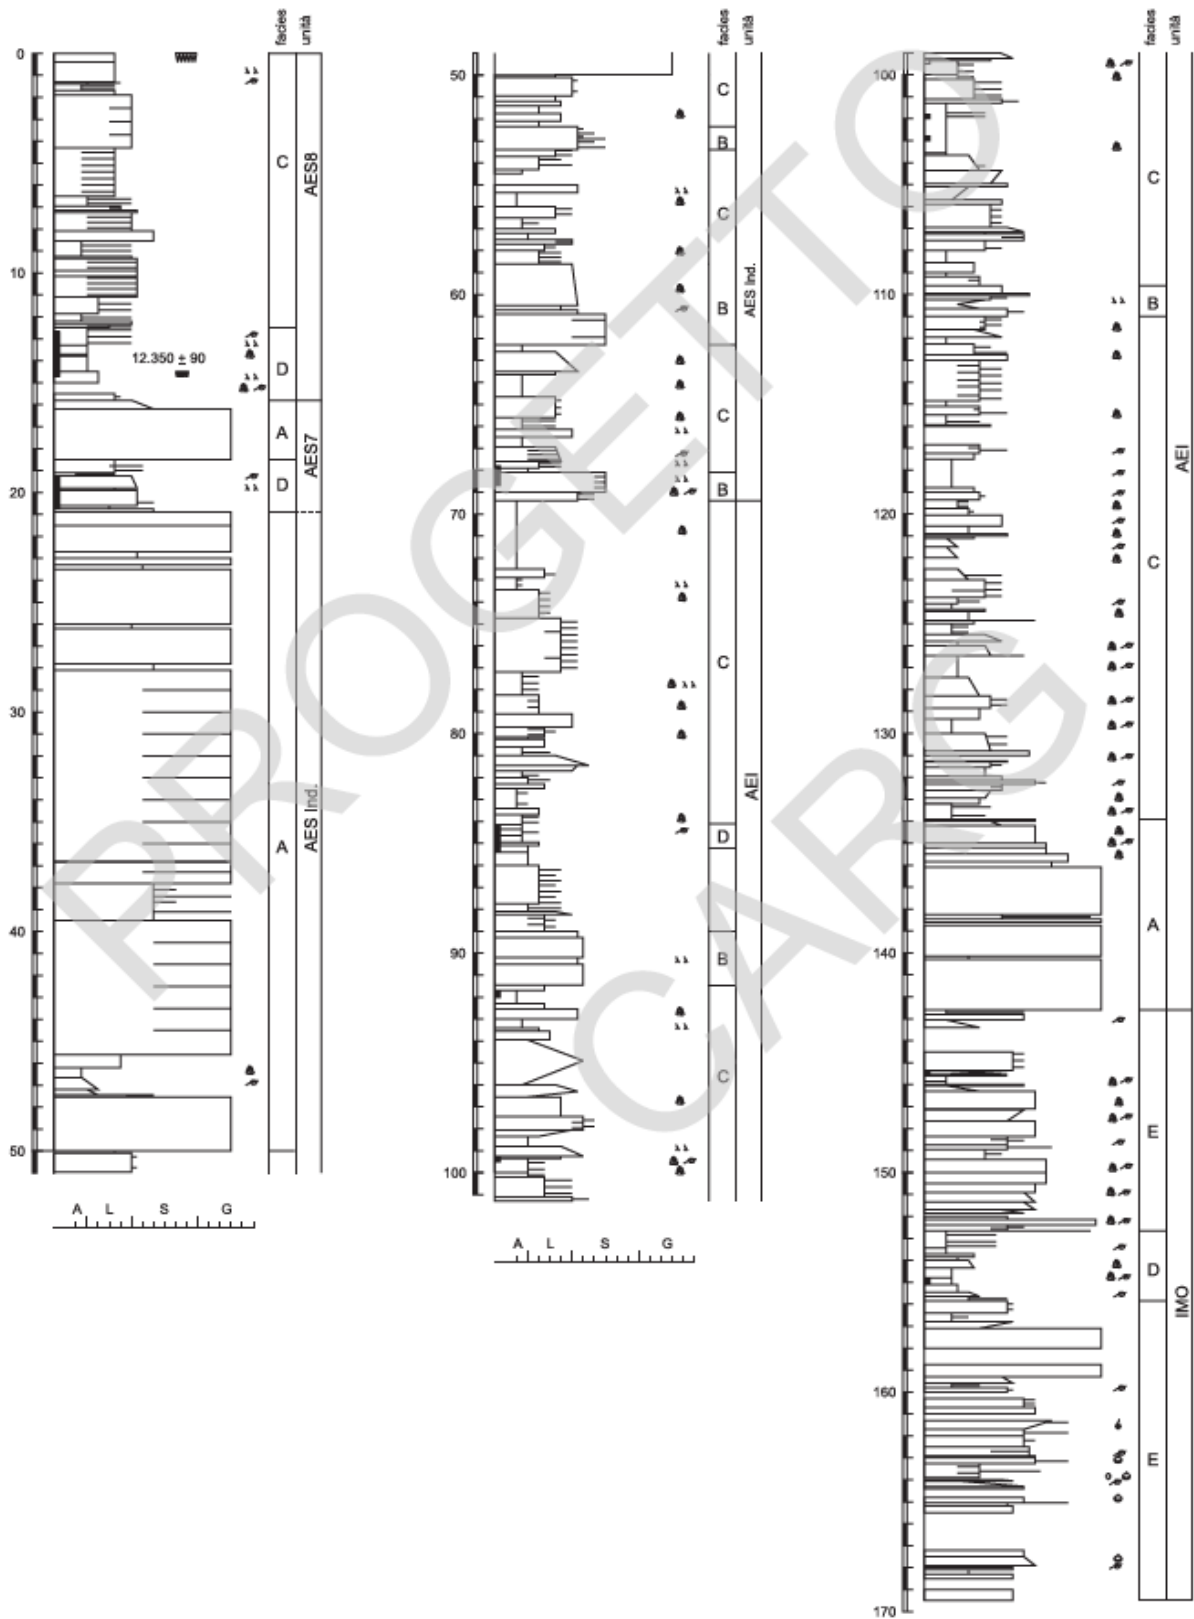 facies unità
0
10
20
30
40
50
C
D
A
D
A
AES8
AES7
AES Ind.
12.350 ± 90
A L S G
facies unità
50
60
70
80
90
100
C
B
C
B
C
B
C
D
B
C
AES Ind.
AEI
A L S G
facies unità
100
110
120
130
140
150
160
170
C
B
C
A
E
D
E
AEI
IMO
PROGETTO
CARG